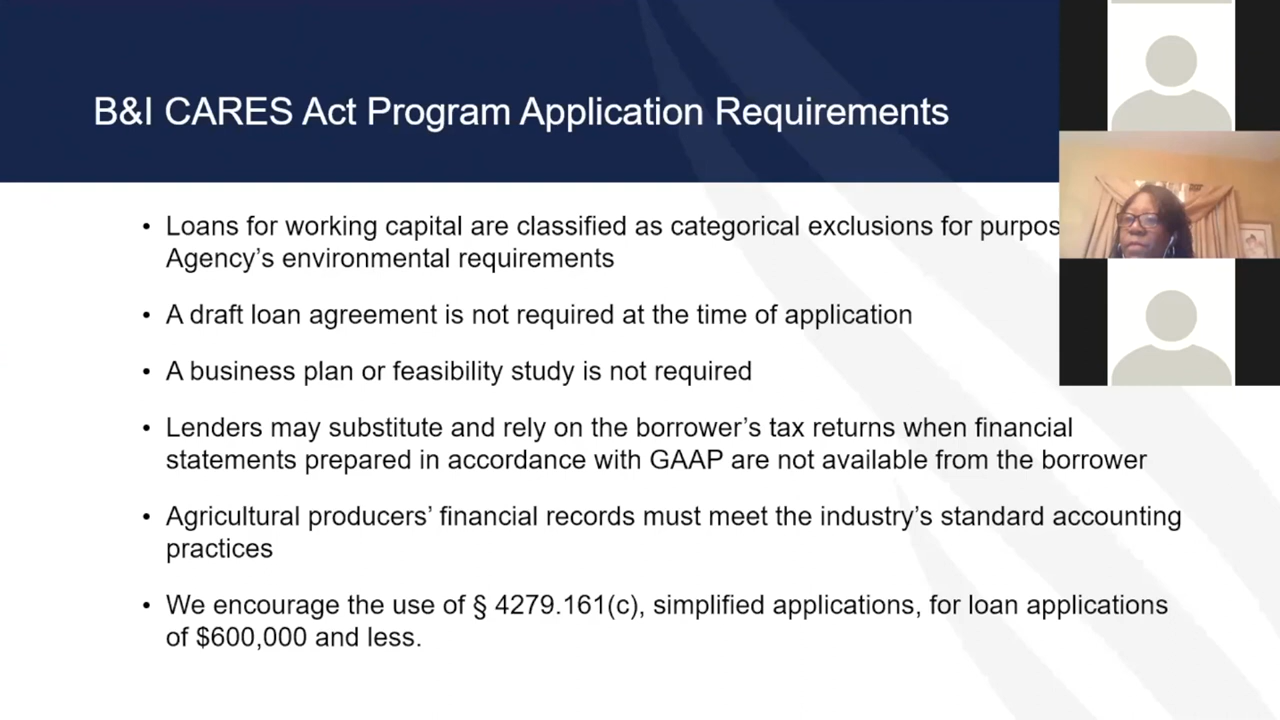 B&I CARES Act Program Application Requirements
• Loans for working capital are classified as categorical exclusions for
Agency's environmental requirements
• A draft loan agreement is not required at the time of application
• A business plan or feasibility study is not required
• Lenders may substitute and rely on the borrower's tax returns when financial
statements prepared in accordance with GAAP are not available from the borrower
• Agricultural producers' financial records must meet the industry's standard accounting
practices
• We encourage the use of § 4279.161(c), simplified applications, for loan applications
of $600,000 and less.